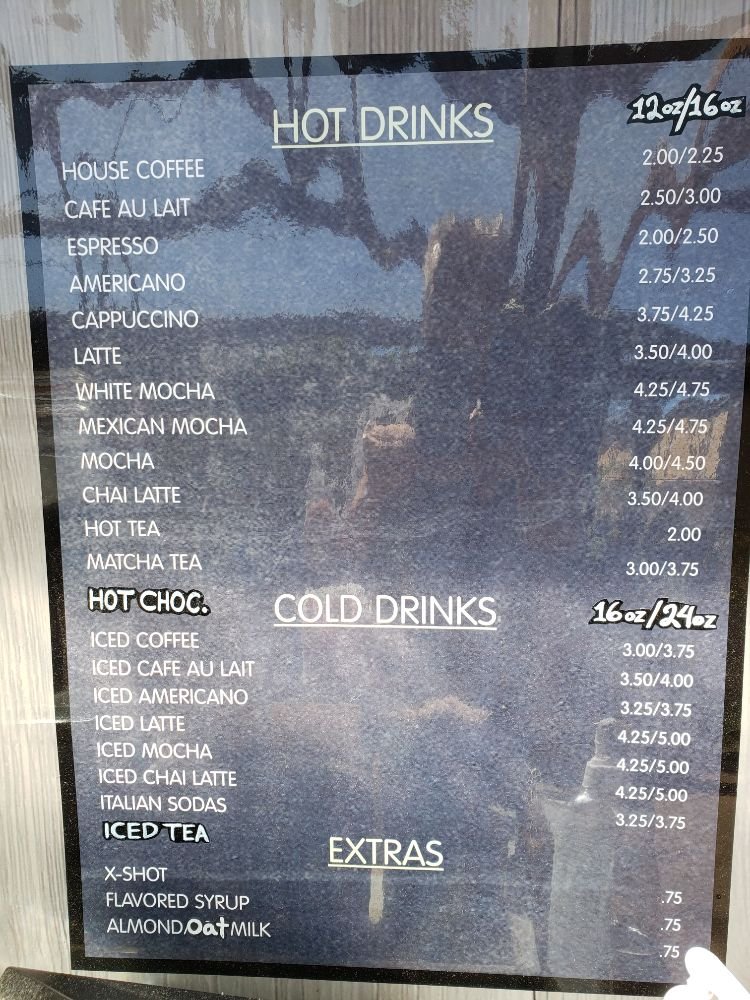 HOT DRINKS 12oz/16oz
HOUSE COFFEE 2.00/2.25
CAFE AU LAIT 2.50/3.00
ESPRESSO 2.00/2.50
AMERICANO 2.75/3.25
CAPPUCCINO 3.75/4.25
LATTE 3.50/4.00
WHITE MOCHA 4.25/4.75
MEXICAN MOCHA 4.25/4.75
MOCHA 4.00/4.50
CHAI LATTE 3.50/4.00
HOT TEA 2.00
MATCHA TEA 3.00/3.75
HOT CHOC.
COLD DRINKS 16oz/24oz
ICED COFFEE 3.00/3.75
ICED CAFE AU LAIT 3.50/4.00
ICED AMERICANO 3.25/3.75
ICED LATTE 4.25/5.00
ICED MOCHA 4.25/5.00
ICED CHAI LATTE 4.25/5.00
ITALIAN SODAS 3.25/3.75
ICED TEA
EXTRAS
X-SHOT .75
FLAVORED SYRUP .75
ALMOND/oatMILK .75